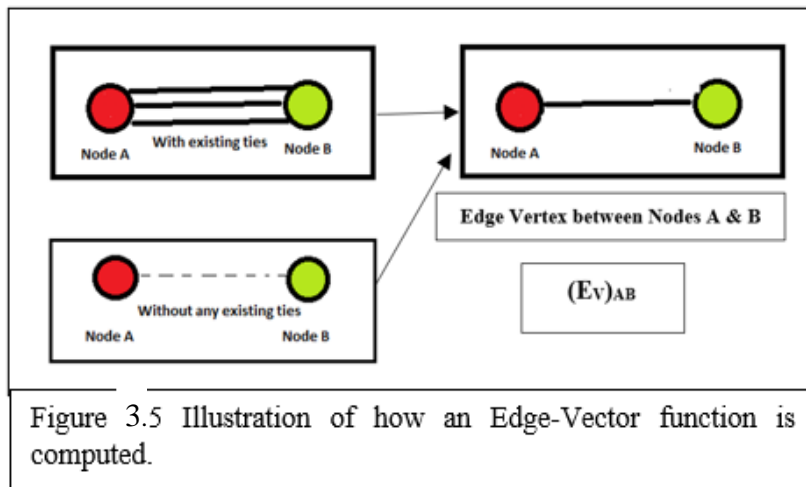 With existing ties
Node A Node B
Node A Node B
Edge Vertex between Nodes A & B
Without any existing ties
Node A Node B
(EV)AB
Figure 3.5 Illustration of how an Edge-Vector function is
computed.